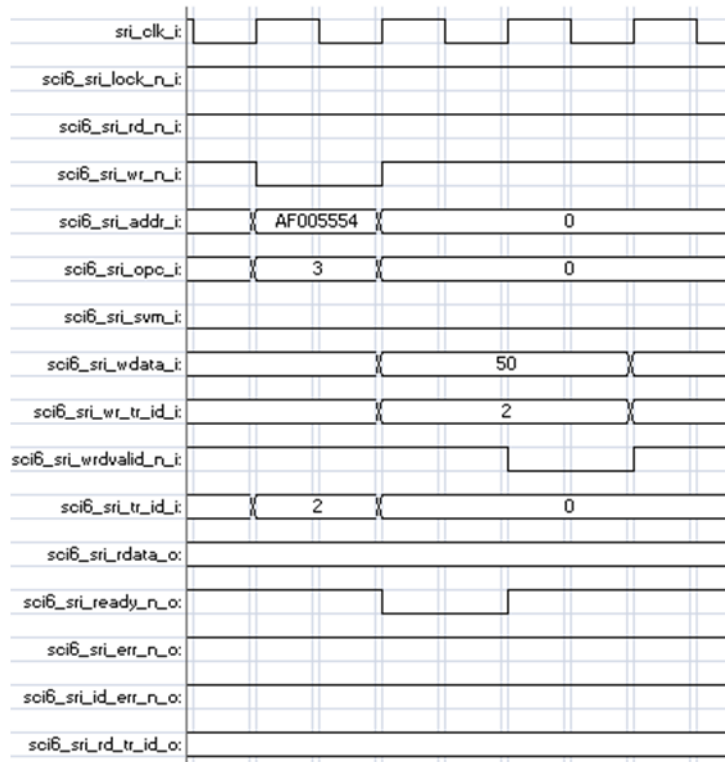 sri_clk_i:
sci6_sri_lock_n_i:
sci6_sri_rd_n_i:
sci6_sri_wr_n_i:
sci6_sri_addr_i: AF005554 0
sci6_sri_opc_i: 3 0
sci6_sri_svm_i:
sci6_sri_wdata_i: 50
sci6_sri_wr_tr_id_i: 2
sci6_sri_wrdvalid_n_i:
sci6_sri_tr_id_i: 2 0
sci6_sri_rdata_o:
sci6_sri_ready_n_o:
sci6_sri_err_n_o:
sci6_sri_id_err_n_o:
sci6_sri_rd_tr_id_o: